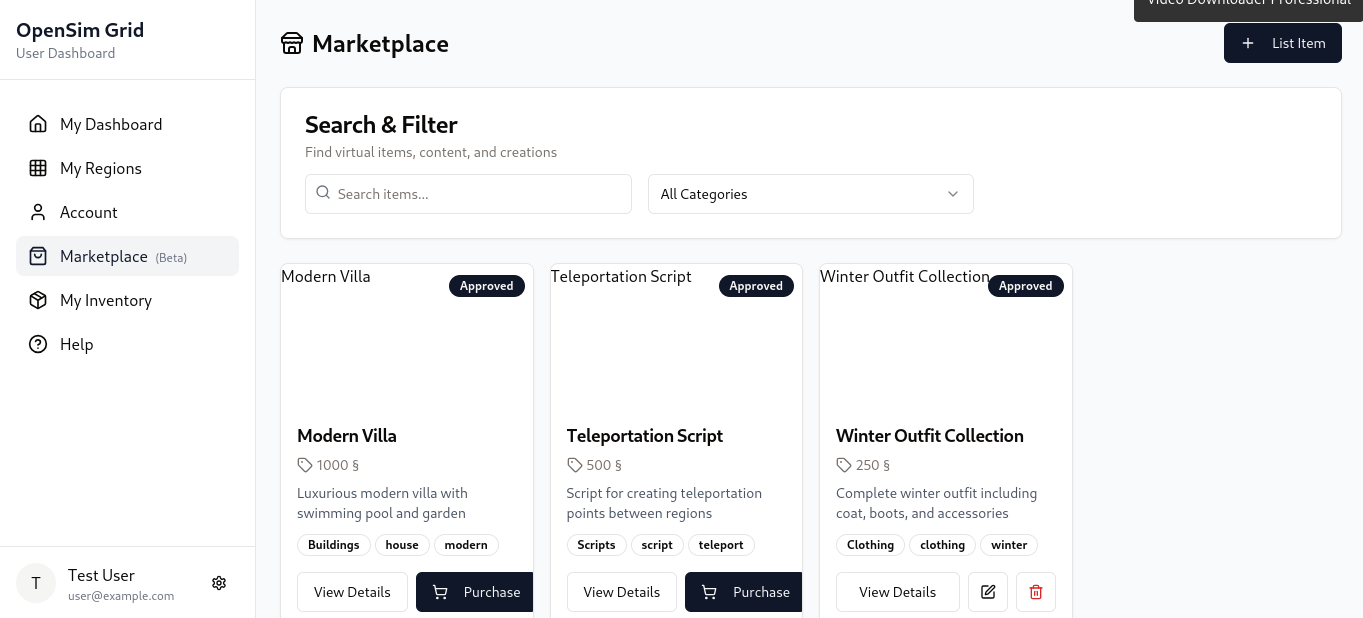 OpenSim Grid
User Dashboard
My Dashboard
My Regions
Account
Marketplace (Beta)
My Inventory
Help
T
Test User
user@example.com
Video Downloader Professional
Marketplace
List Item
Search & Filter
Find virtual items, content, and creations
Search items...
All Categories
Modern Villa
Approved
Modern Villa
1000 §
Luxurious modern villa with
swimming pool and garden
Buildings house modern
View Details Purchase
Teleportation Script
Approved
Teleportation Script
500 §
Script for creating teleportation
points between regions
Scripts script teleport
View Details Purchase
Winter Outfit Collection
Approved
Winter Outfit Collection
250 §
Complete winter outfit including
coat, boots, and accessories
Clothing clothing winter
View Details